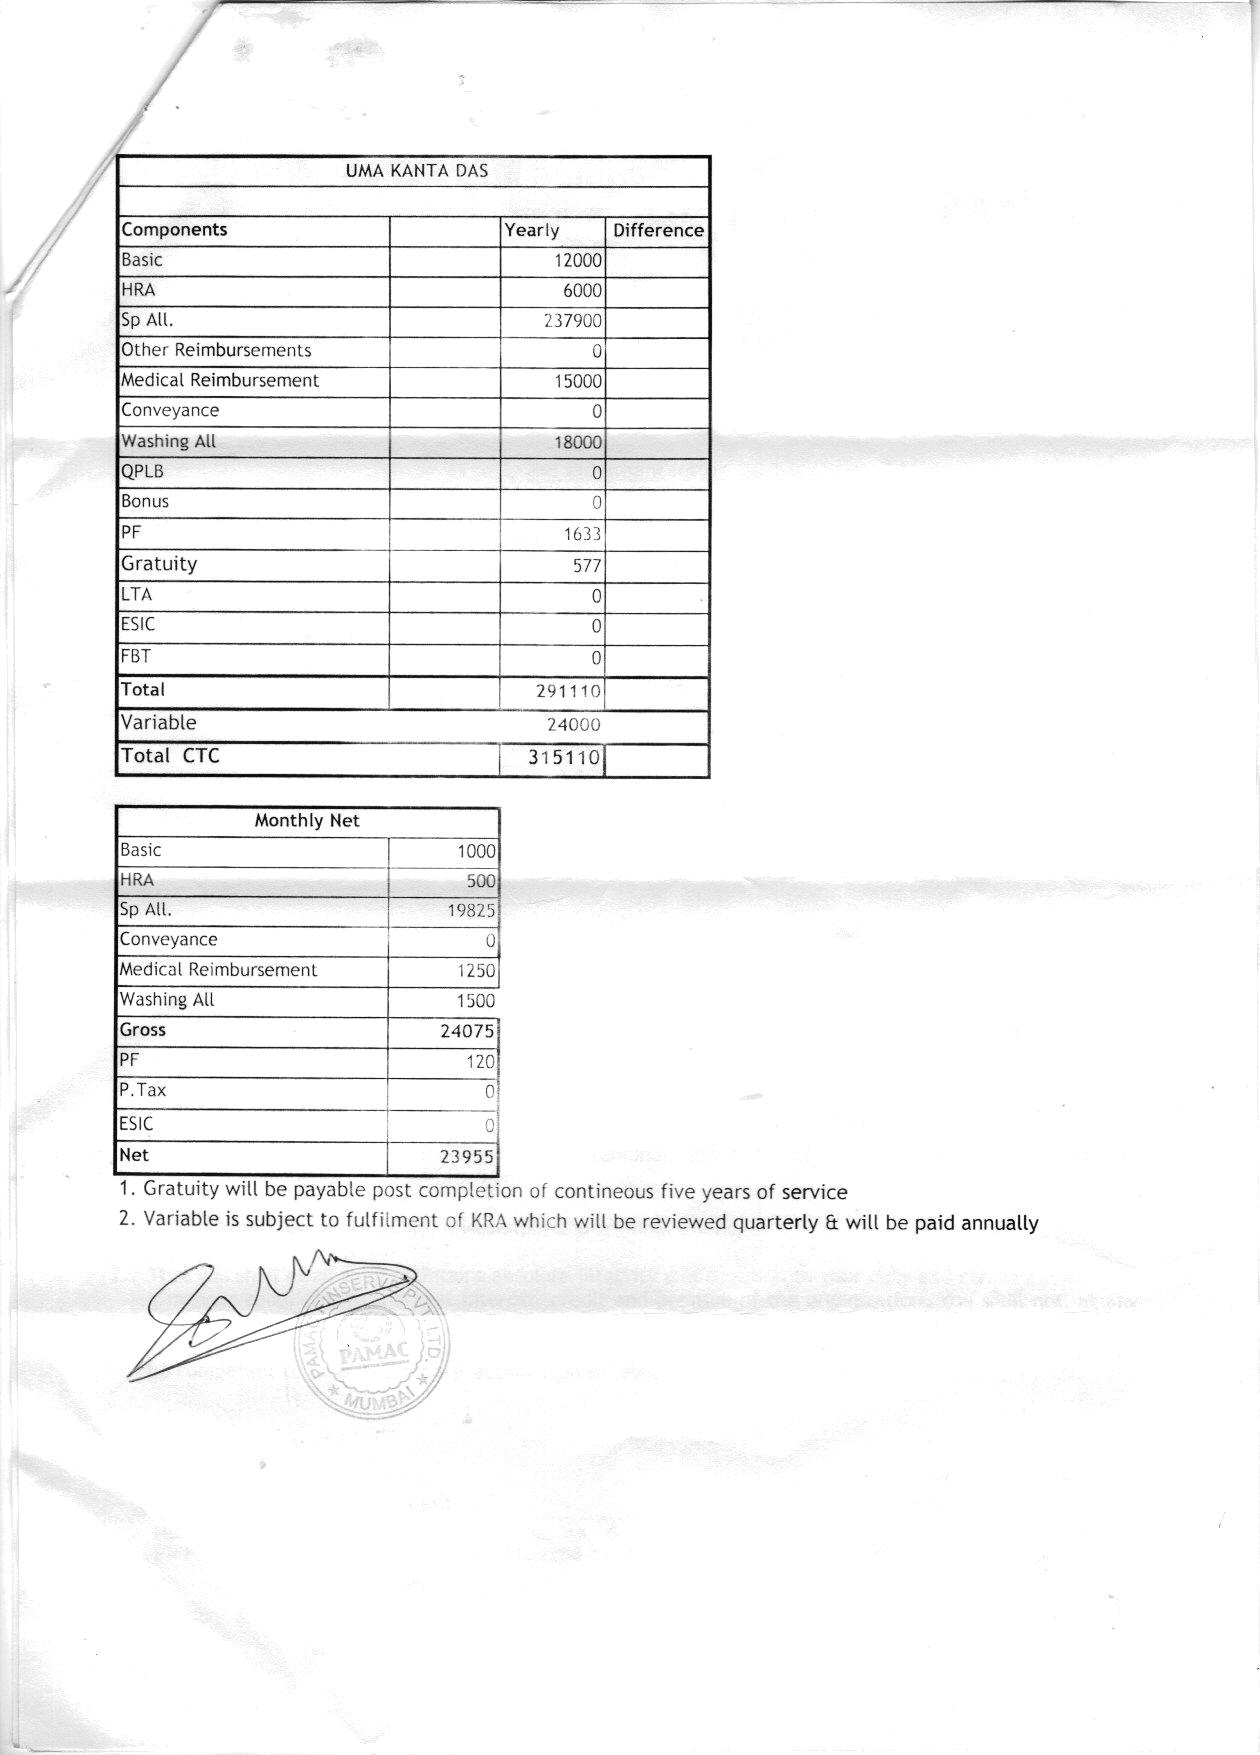 UMA KANTA DAS
Components Yearly Difference
Basic 12000
HRA 6000
Sp All. 237900
Other Reimbursements 0
Medical Reimbursement 15000
Conveyance 0
Washing All 18000
QPLB 0
Bonus 0
PF 1633
Gratuity 577
LTA 0
ESIC 0
FBT 0
Total 291110
Variable 24000
Total CTC 315110
Monthly Net
Basic 1000
HRA 500
Sp All. 19825
Conveyance 0
Medical Reimbursement 1250
Washing All 1500
Gross 24075
PF 120
P.Tax 0
ESIC 0
Net 23955
1. Gratuity will be payable post completion of contineous five years of service
2. Variable is subject to fulfilment of KRA which will be reviewed quarterly & will be paid annually
PAMAC FINSERVE PVT. LTD.
PAMAC
MUMBAI